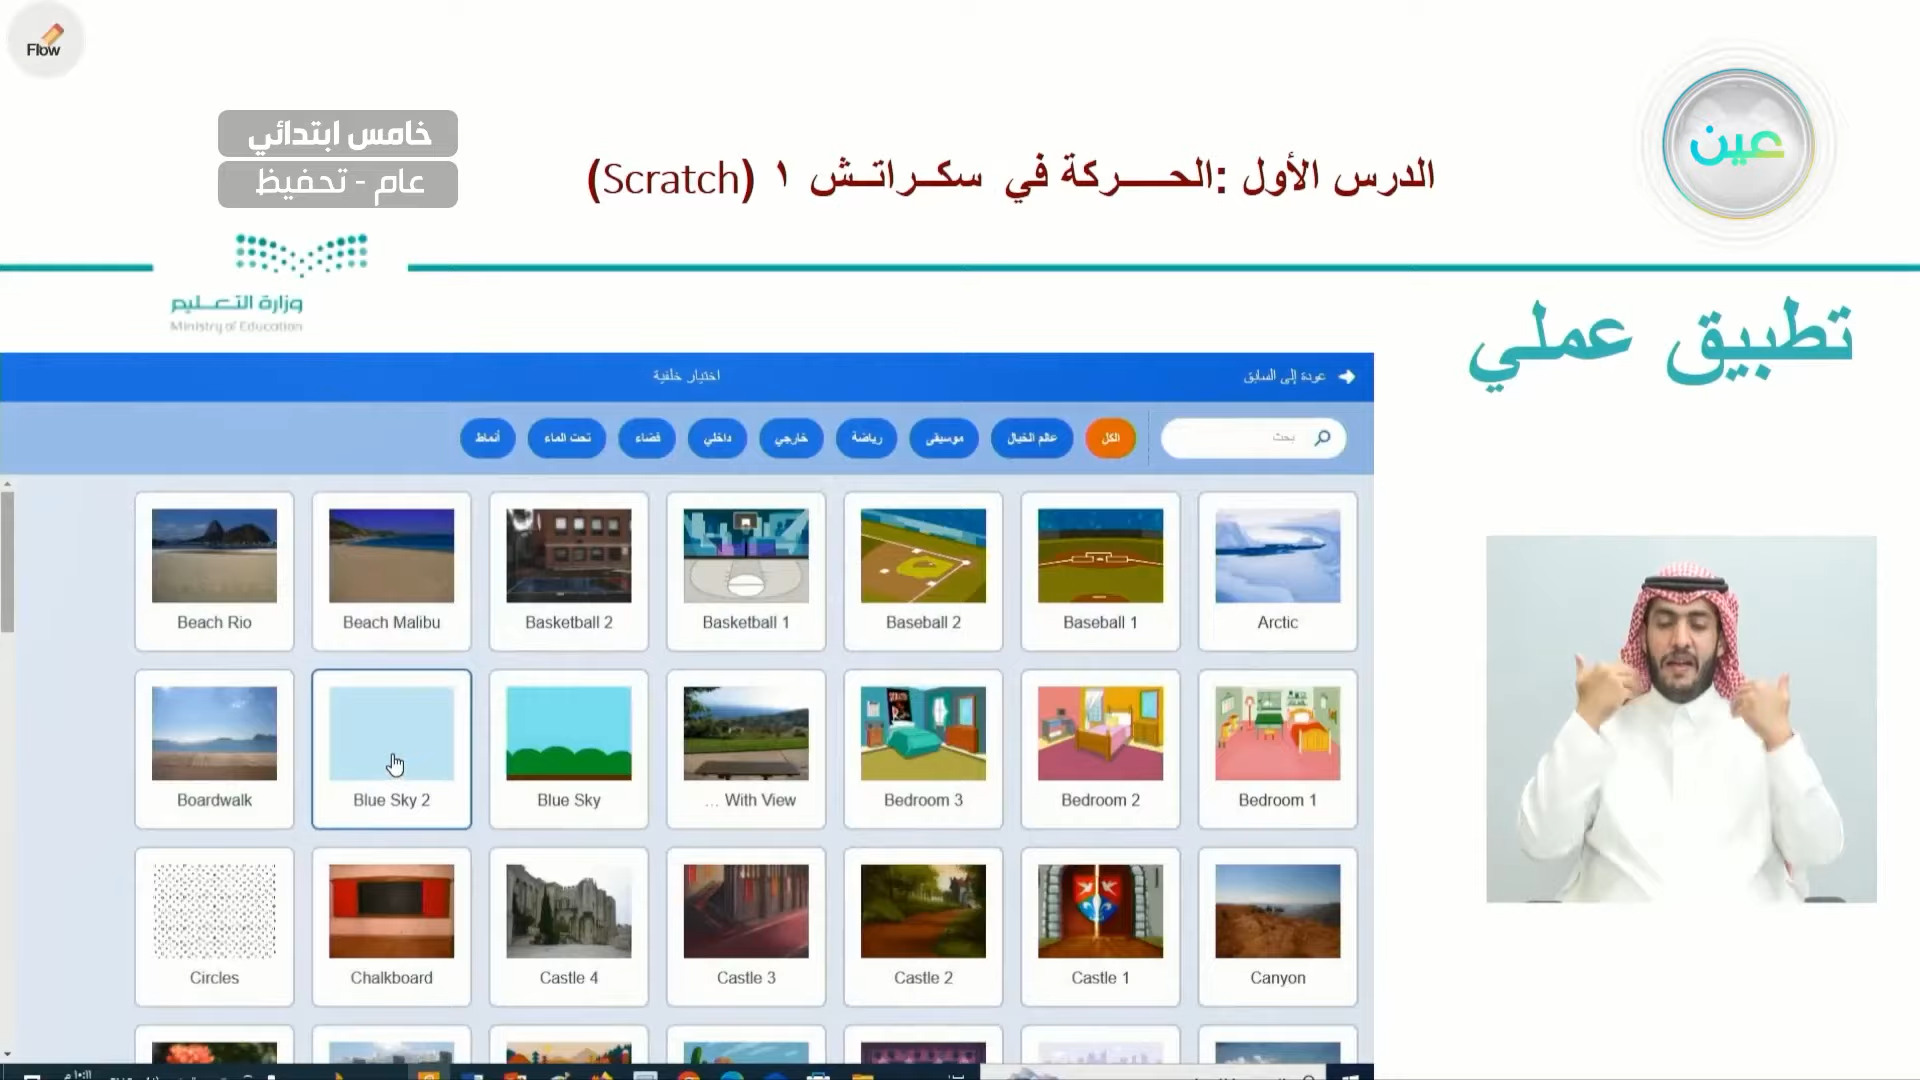 Flow
عين
خامس ابتدائي
عام - تحفيظ
الدرس الأول :الحركة في سكراتش ١ (Scratch)
وزارة التعليم
Ministry of Education
تطبيق عملي
عودة إلى السابق
اختيار خلفية
بحث
الكل
عالم الخيال
موسيقى
رياضة
خارجي
داخلي
فضاء
تحت الماء
أنماط
Arctic
Baseball 1
Baseball 2
Basketball 1
Basketball 2
Beach Malibu
Beach Rio
Bedroom 1
Bedroom 2
Bedroom 3
... With View
Blue Sky
Blue Sky 2
Boardwalk
Canyon
Castle 1
Castle 2
Castle 3
Castle 4
Chalkboard
Circles